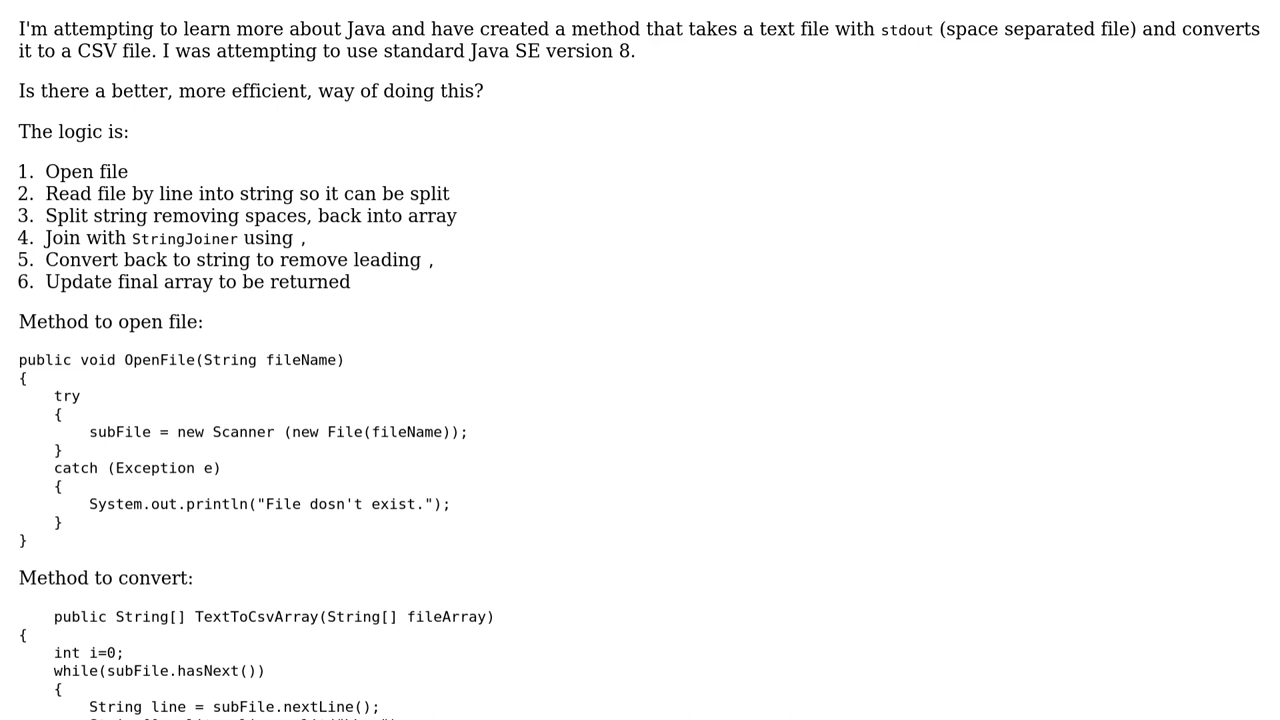 I'm attempting to learn more about Java and have created a method that takes a text file with stdout (space separated file) and converts
it to a CSV file. I was attempting to use standard Java SE version 8.
Is there a better, more efficient, way of doing this?
The logic is:
1. Open file
2. Read file by line into string so it can be split
3. Split string removing spaces, back into array
4. Join with StringJoiner using ,
5. Convert back to string to remove leading ,
6. Update final array to be returned
Method to open file:
public void OpenFile(String fileName)
{
    try
    {
        subFile = new Scanner (new File(fileName));
    }
    catch (Exception e)
    {
        System.out.println("File dosn't exist.");
    }
}
Method to convert:
    public String[] TextToCsvArray(String[] fileArray)
{
    int i=0;
    while(subFile.hasNext())
    {
        String line = subFile.nextLine();